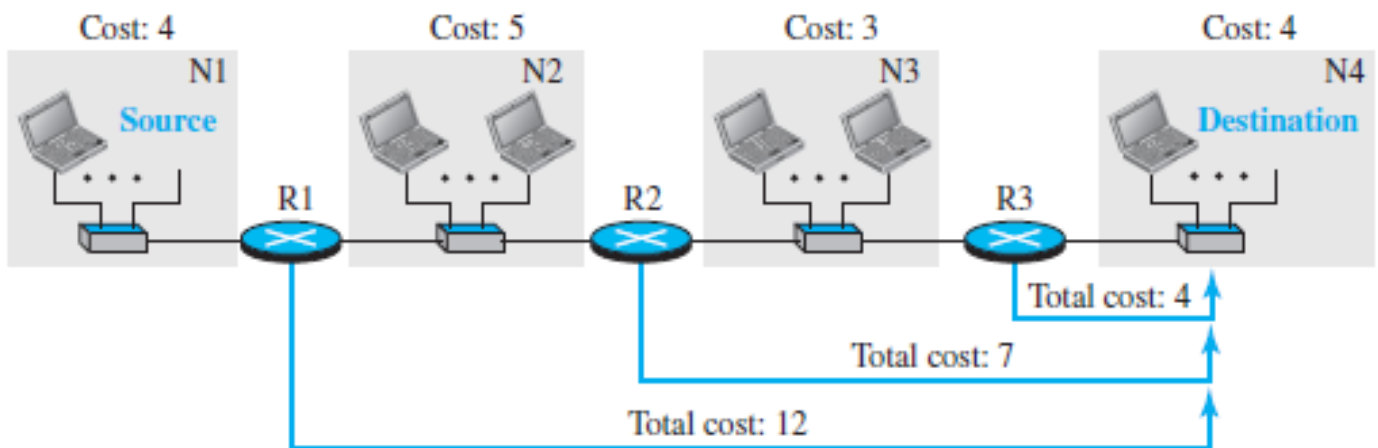 Cost: 4
Cost: 5
Cost: 3
Cost: 4
N1
N2
N3
N4
Source
Destination
R1
R2
R3
Total cost: 4
Total cost: 7
Total cost: 12